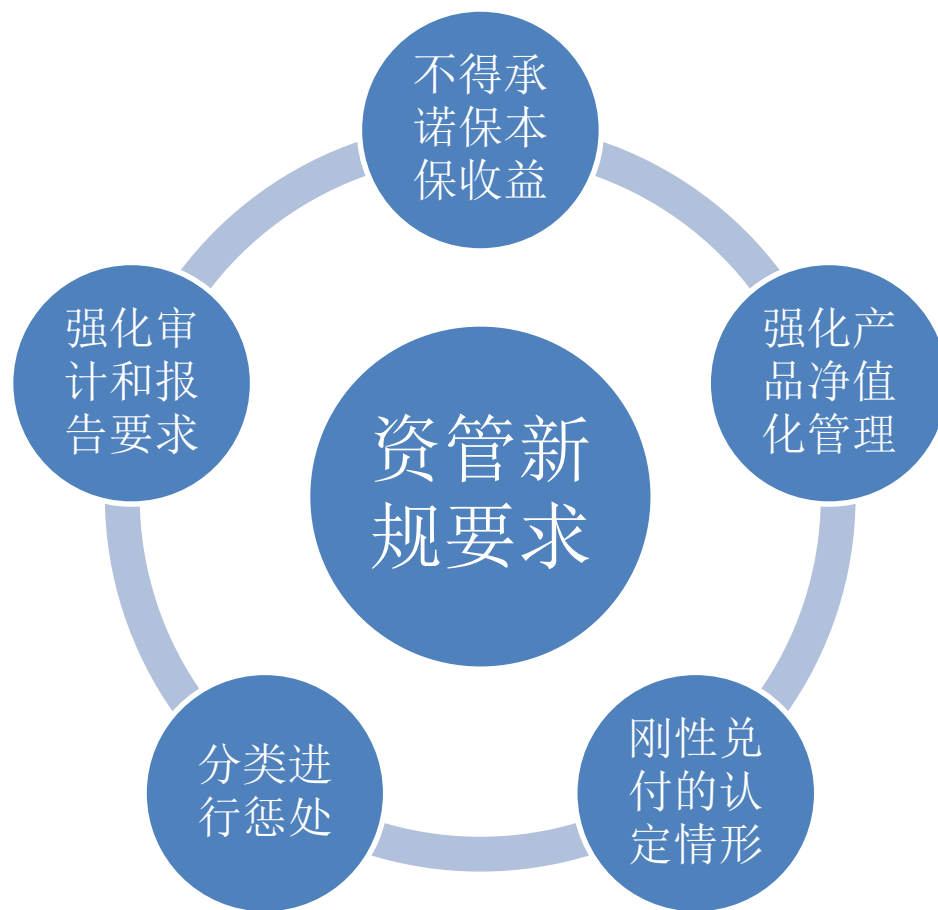 不得承
诺保本
保收益
强化产
品净值
化管理
刚性兑
付的认
定情形
分类进
行惩处
强化审
计和报
告要求
资管新
规要求